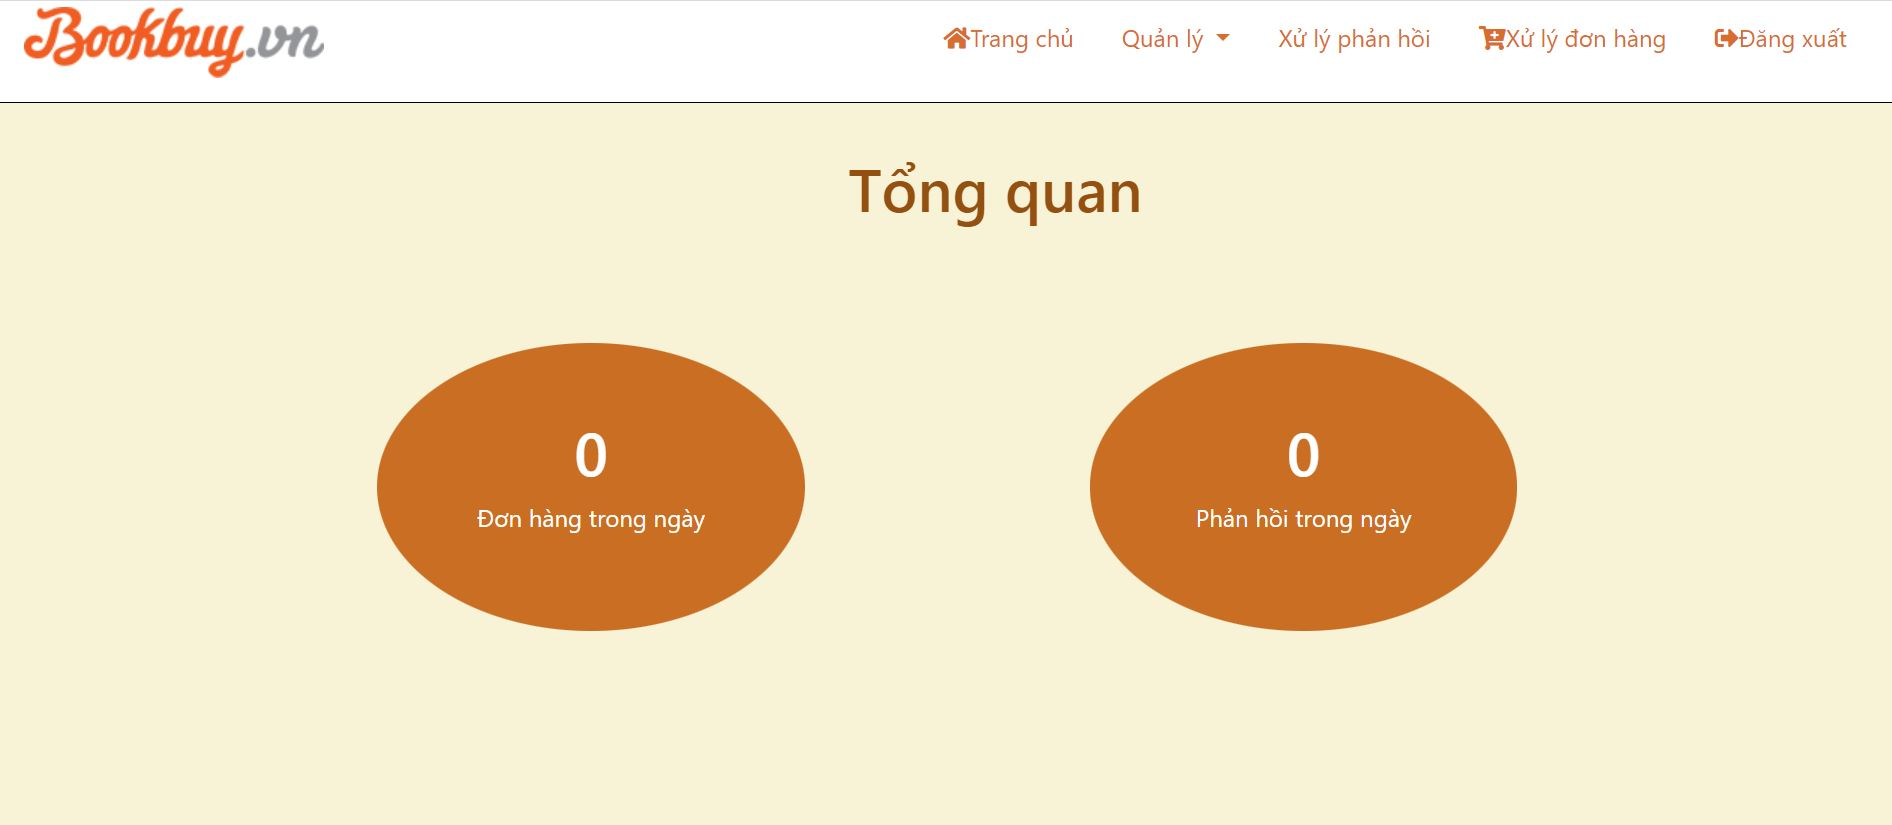 Bookbuy.vn
Trang chủ Quản lý Xử lý phản hồi Xử lý đơn hàng Đăng xuất
Tổng quan
0
Đơn hàng trong ngày
0
Phản hồi trong ngày